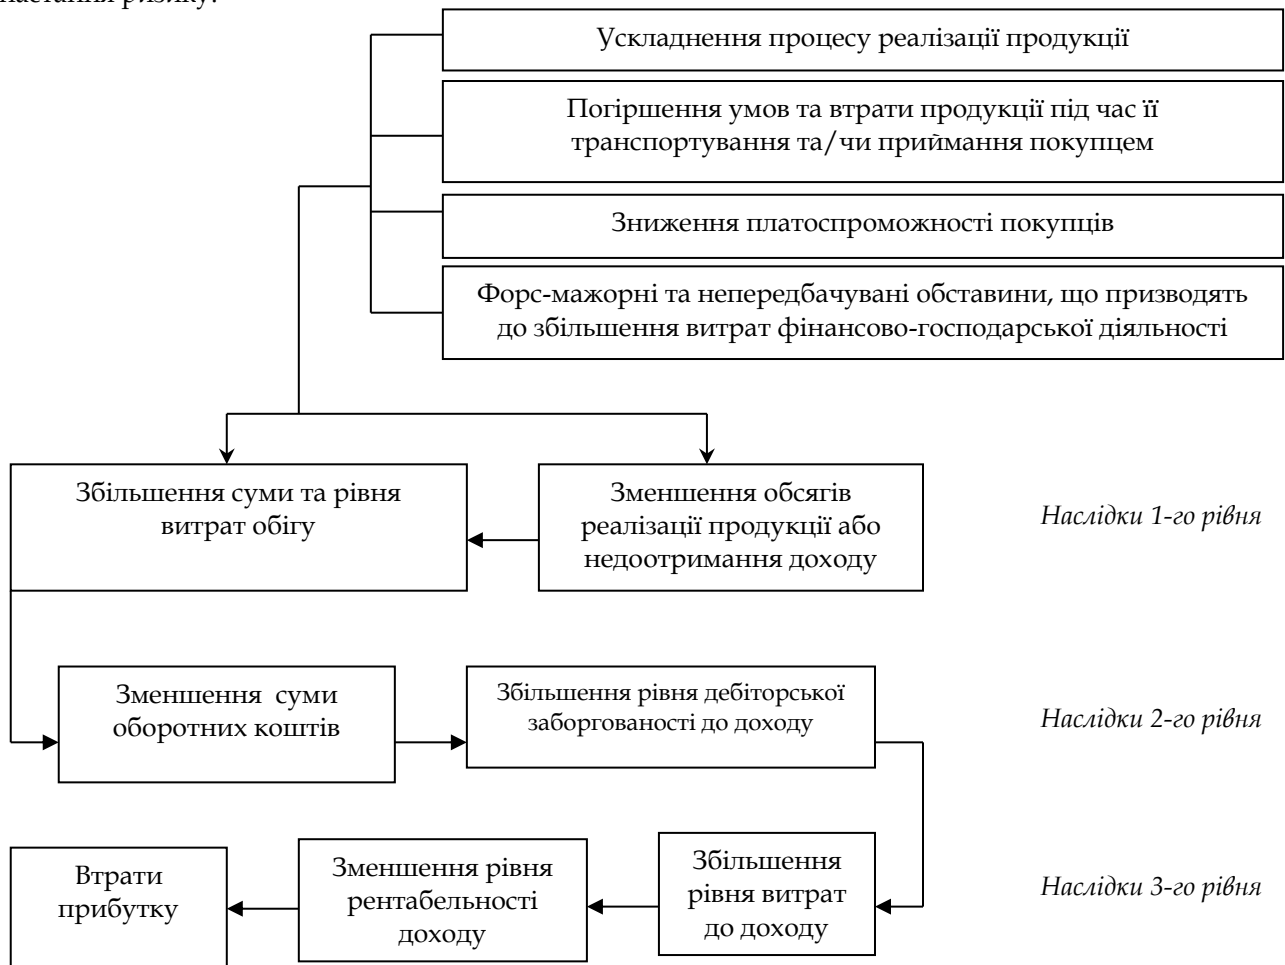 настання ризику.
Ускладнення процесу реалізації продукції
Погіршення умов та втрати продукції під час її
транспортування та/чи приймання покупцем
Зниження платоспроможності покупців
Форс-мажорні та непередбачувані обставини, що призводять
до збільшення витрат фінансово-господарської діяльності
Збільшення суми та рівня
витрат обігу
Зменшення обсягів
реалізації продукції або
недоотримання доходу
Наслідки 1-го рівня
Зменшення суми
оборотних коштів
Збільшення рівня дебіторської
заборгованості до доходу
Наслідки 2-го рівня
Втрати
прибутку
Зменшення рівня
рентабельності
доходу
Збільшення
рівня витрат
до доходу
Наслідки 3-го рівня